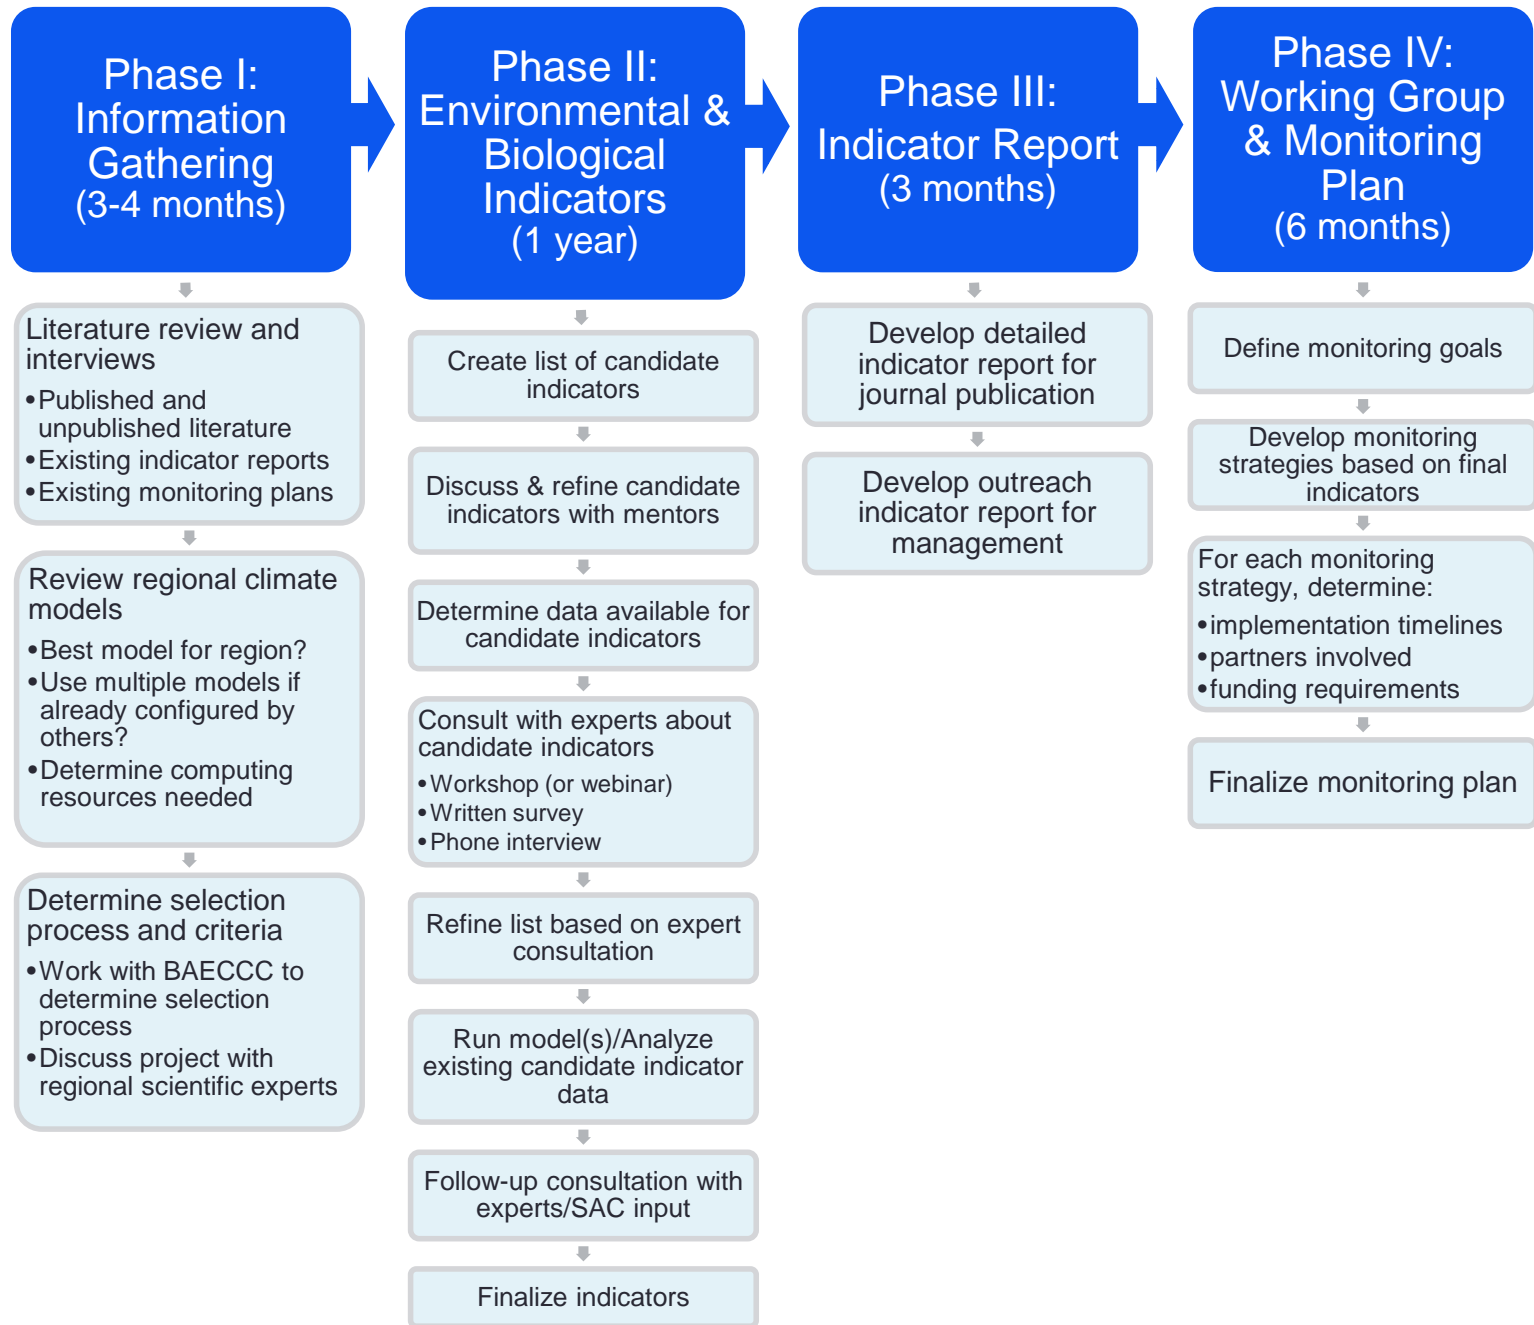 Phase I:
Information
Gathering
(3-4 months)
Literature review and
interviews
•Published and
unpublished literature
•Existing indicator reports
•Existing monitoring plans
Review regional climate
models
•Best model for region?
•Use multiple models if
already configured by
others?
•Determine computing
resources needed
Determine selection
process and criteria
•Work with BAECCC to
determine selection
process
•Discuss project with
regional scientific experts
Phase II:
Environmental &
Biological
Indicators
(1 year)
Create list of candidate
indicators
Discuss & refine candidate
indicators with mentors
Determine data available for
candidate indicators
Consult with experts about
candidate indicators
•Workshop (or webinar)
•Written survey
•Phone interview
Refine list based on expert
consultation
Run model(s)/Analyze
existing candidate indicator
data
Follow-up consultation with
experts/SAC input
Finalize indicators
Phase III:
Indicator Report
(3 months)
Develop detailed
indicator report for
journal publication
Develop outreach
indicator report for
management
Phase IV:
Working Group
& Monitoring
Plan
(6 months)
Define monitoring goals
Develop monitoring
strategies based on final
indicators
For each monitoring
strategy, determine:
•implementation timelines
•partners involved
•funding requirements
Finalize monitoring plan